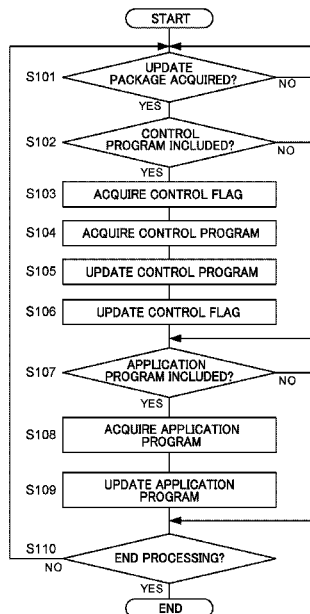 START
S101
UPDATE
PACKAGE ACQUIRED?
NO
YES
S102
CONTROL
PROGRAM INCLUDED?
NO
YES
S103
ACQUIRE CONTROL FLAG
S104
ACQUIRE CONTROL PROGRAM
S105
UPDATE CONTROL PROGRAM
S106
UPDATE CONTROL FLAG
S107
APPLICATION
PROGRAM INCLUDED?
NO
YES
S108
ACQUIRE APPLICATION
PROGRAM
S109
UPDATE APPLICATION
PROGRAM
S110
END PROCESSING?
NO
YES
END